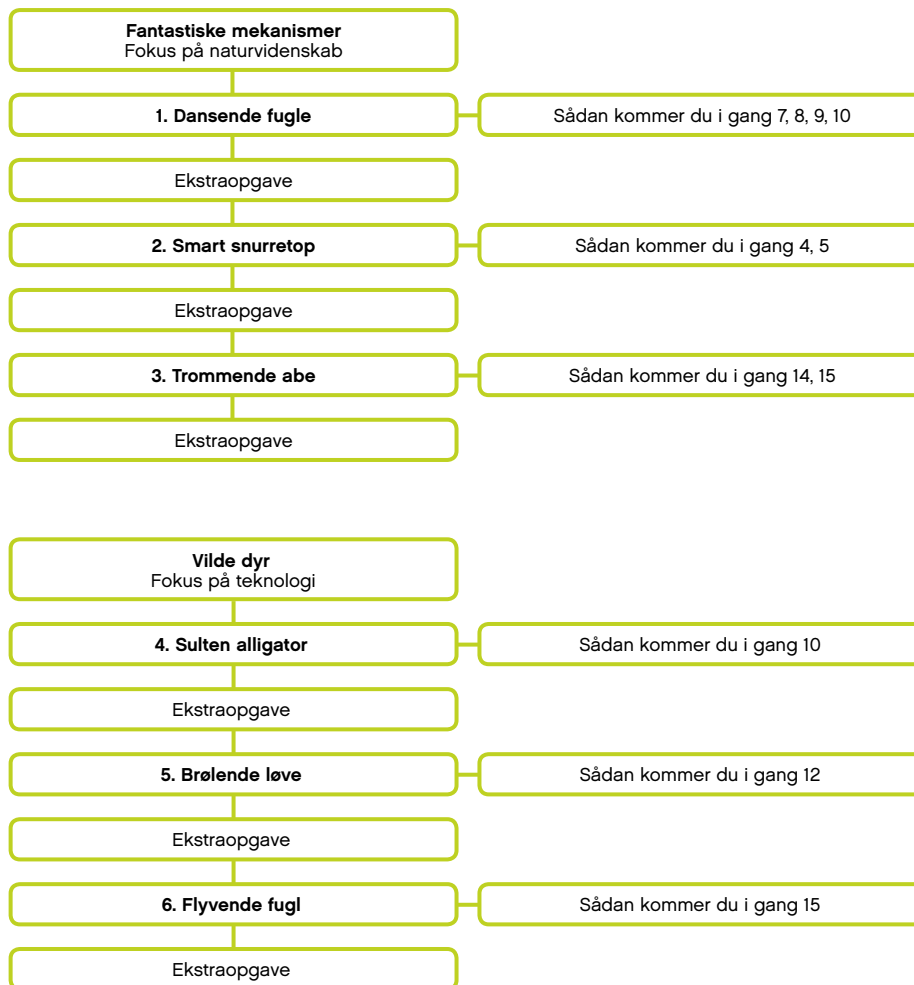 Fantastiske mekanismer
Fokus på naturvidenskab
1. Dansende fugle
Sådan kommer du i gang 7, 8, 9, 10
Ekstraopgave
2. Smart snurretop
Sådan kommer du i gang 4, 5
Ekstraopgave
3. Trommende abe
Sådan kommer du i gang 14, 15
Ekstraopgave
Vilde dyr
Fokus på teknologi
4. Sulten alligator
Sådan kommer du i gang 10
Ekstraopgave
5. Brølende løve
Sådan kommer du i gang 12
Ekstraopgave
6. Flyvende fugl
Sådan kommer du i gang 15
Ekstraopgave